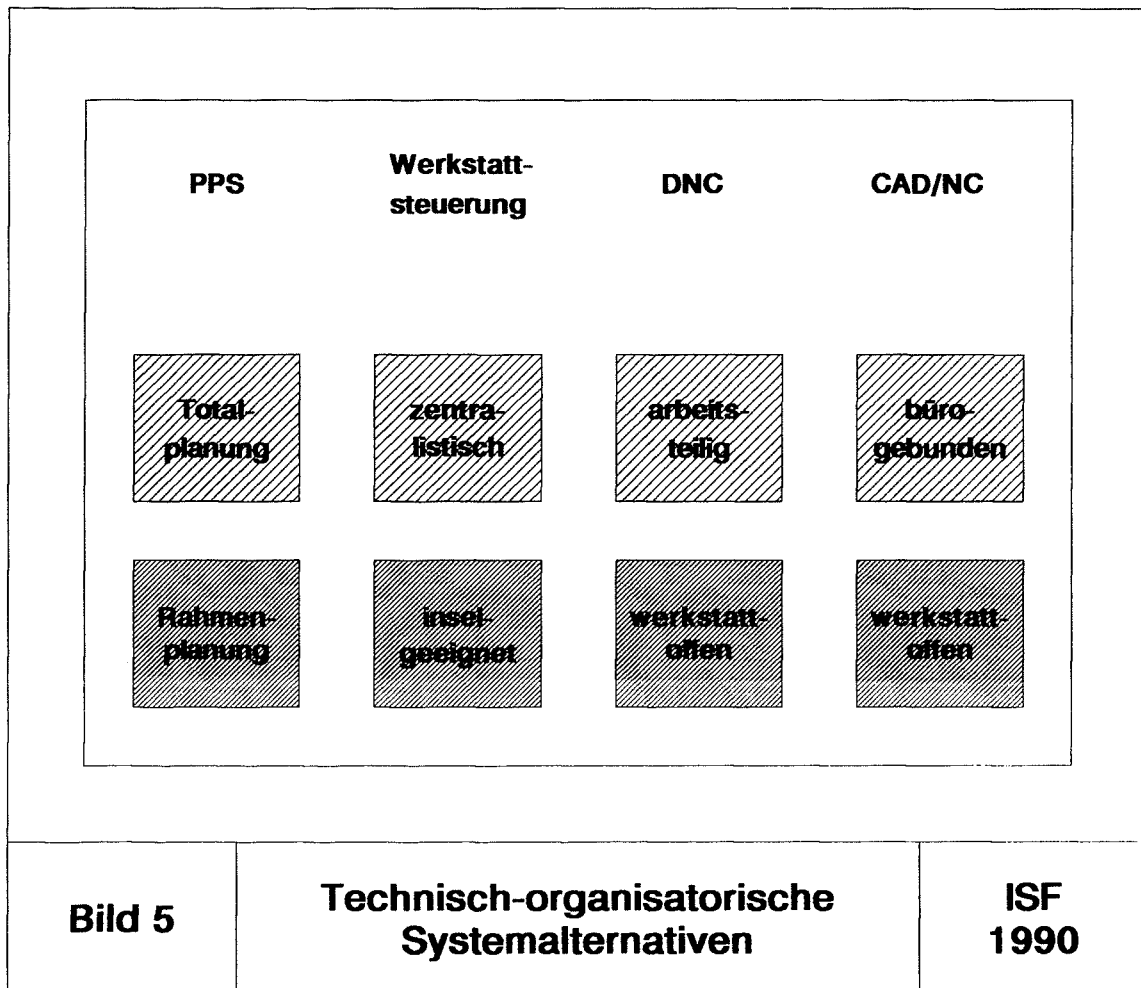 PPS
Werkstatt-
steuerung
DNC
CAD/NC
Total-
planung
zentra-
listisch
arbeits-
teilig
büro-
gebunden
Rahmen-
planung
insel-
geeignet
werkstatt-
offen
werkstatt-
offen
Bild 5
Technisch-organisatorische
Systemalternativen
ISF
1990